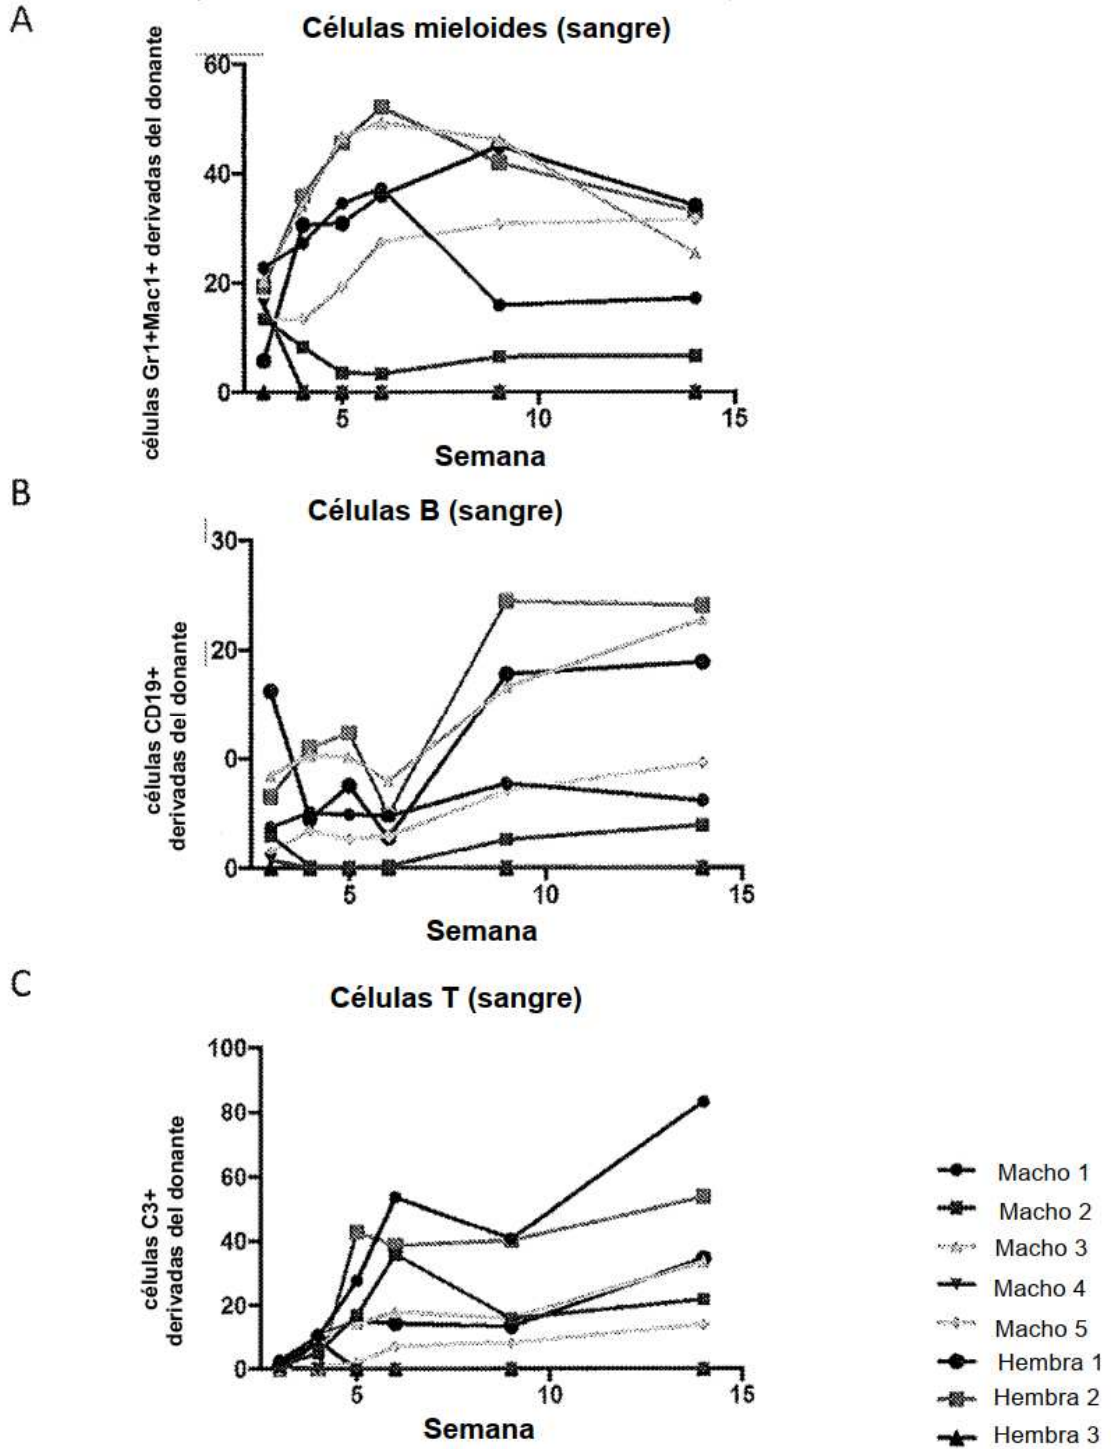 A
Células mieloides (sangre)
células Gr1+Mac1+ derivadas del donante
60
40
20
0
5
10
15
Semana
B
Células B (sangre)
células CD19+
derivadas del donante
30
20
0
0
5
10
15
Semana
C
Células T (sangre)
células C3+
derivadas del donante
100
80
60
40
20
0
5
10
15
Semana
Macho 1
Macho 2
Macho 3
Macho 4
Macho 5
Hembra 1
Hembra 2
Hembra 3